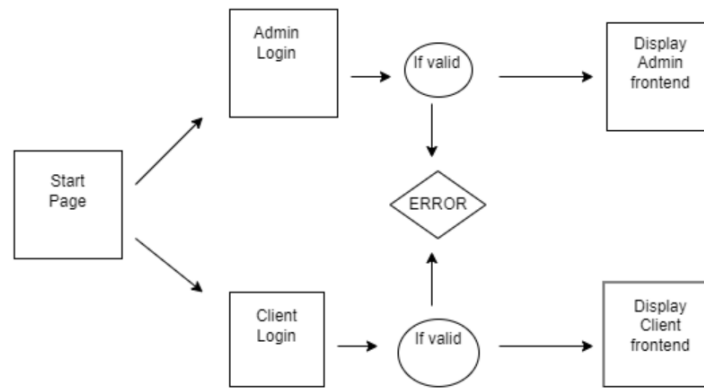 Admin
Login
If valid
Display
Admin
frontend
Start
Page
ERROR
Client
Login
If valid
Display
Client
frontend